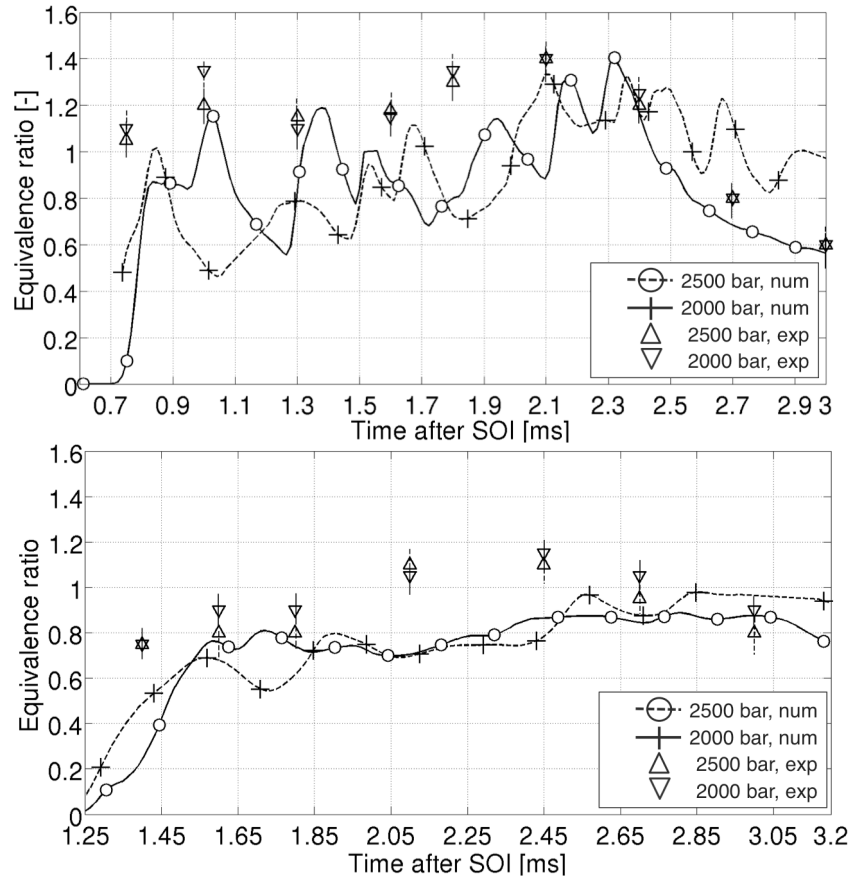 Equivalence ratio [-]
1.6
1.4
1.2
1
0.8
0.6
0.4
0.2
0
2500 bar, num
2000 bar, num
2500 bar, exp
2000 bar, exp
0.7 0.9 1.1 1.3 1.5 1.7 1.9 2.1 2.3 2.5 2.7 2.9 3
Time after SOI [ms]
Equivalence ratio
1.6
1.4
1.2
1
0.8
0.6
0.4
0.2
0
2500 bar, num
2000 bar, num
2500 bar, exp
2000 bar, exp
1.25 1.45 1.65 1.85 2.05 2.25 2.45 2.65 2.85 3.05 3.2
Time after SOI [ms]